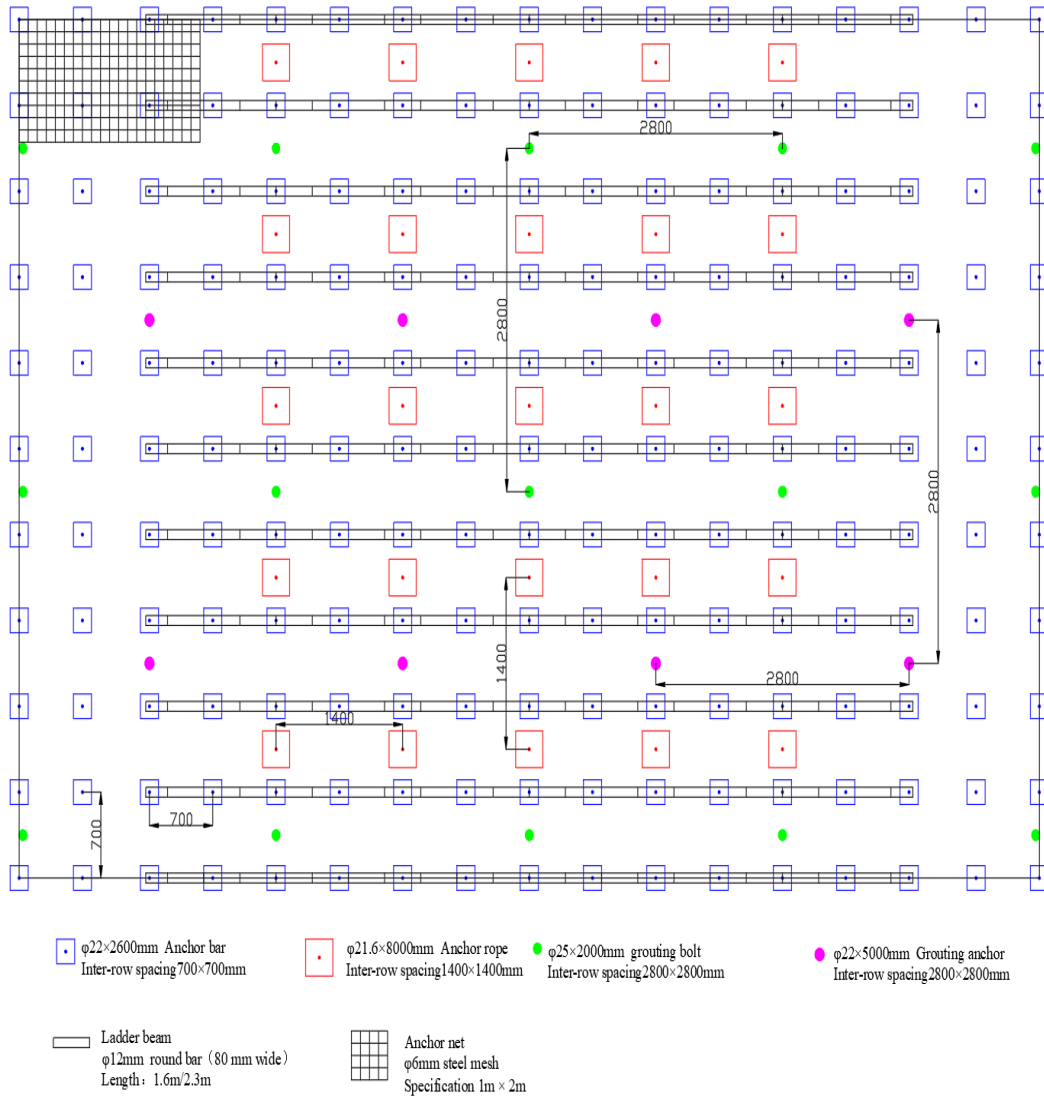 2800
2800
2800
1400
2800
1400
700
700
φ22×2600mm Anchor bar
Inter-row spacing700×700mm
φ21.6×8000mm Anchor rope
Inter-row spacing1400×1400mm
φ25×2000mm grouting bolt
Inter-row spacing2800×2800mm
φ22×5000mm Grouting anchor
Inter-row spacing2800×2800mm
Ladder beam
φ12mm round bar（80 mm wide）
Length：1.6m/2.3m
Anchor net
φ6mm steel mesh
Specification 1m × 2m